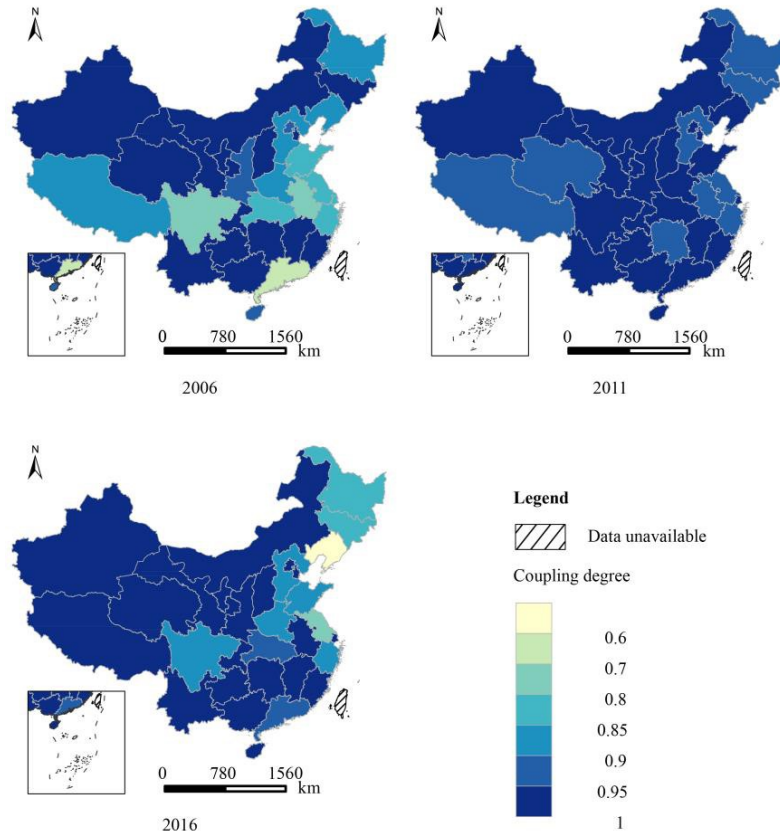 N
N
0 780 1560
km
2006
0 780 1560
km
2011
N
0 780 1560
km
2016
Legend
Data unavailable
Coupling degree
0.6
0.7
0.8
0.85
0.9
0.95
1